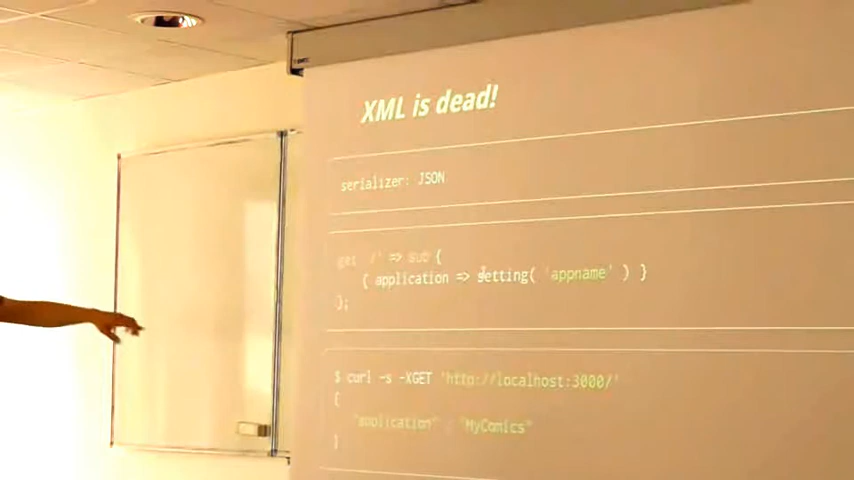 XML is dead!
serializer: JSON
get '/' => sub {
{ application => setting( 'appname' ) }
};
$ curl -s -XGET 'http://localhost:3000/'
{
"application" : "MyComics"
}